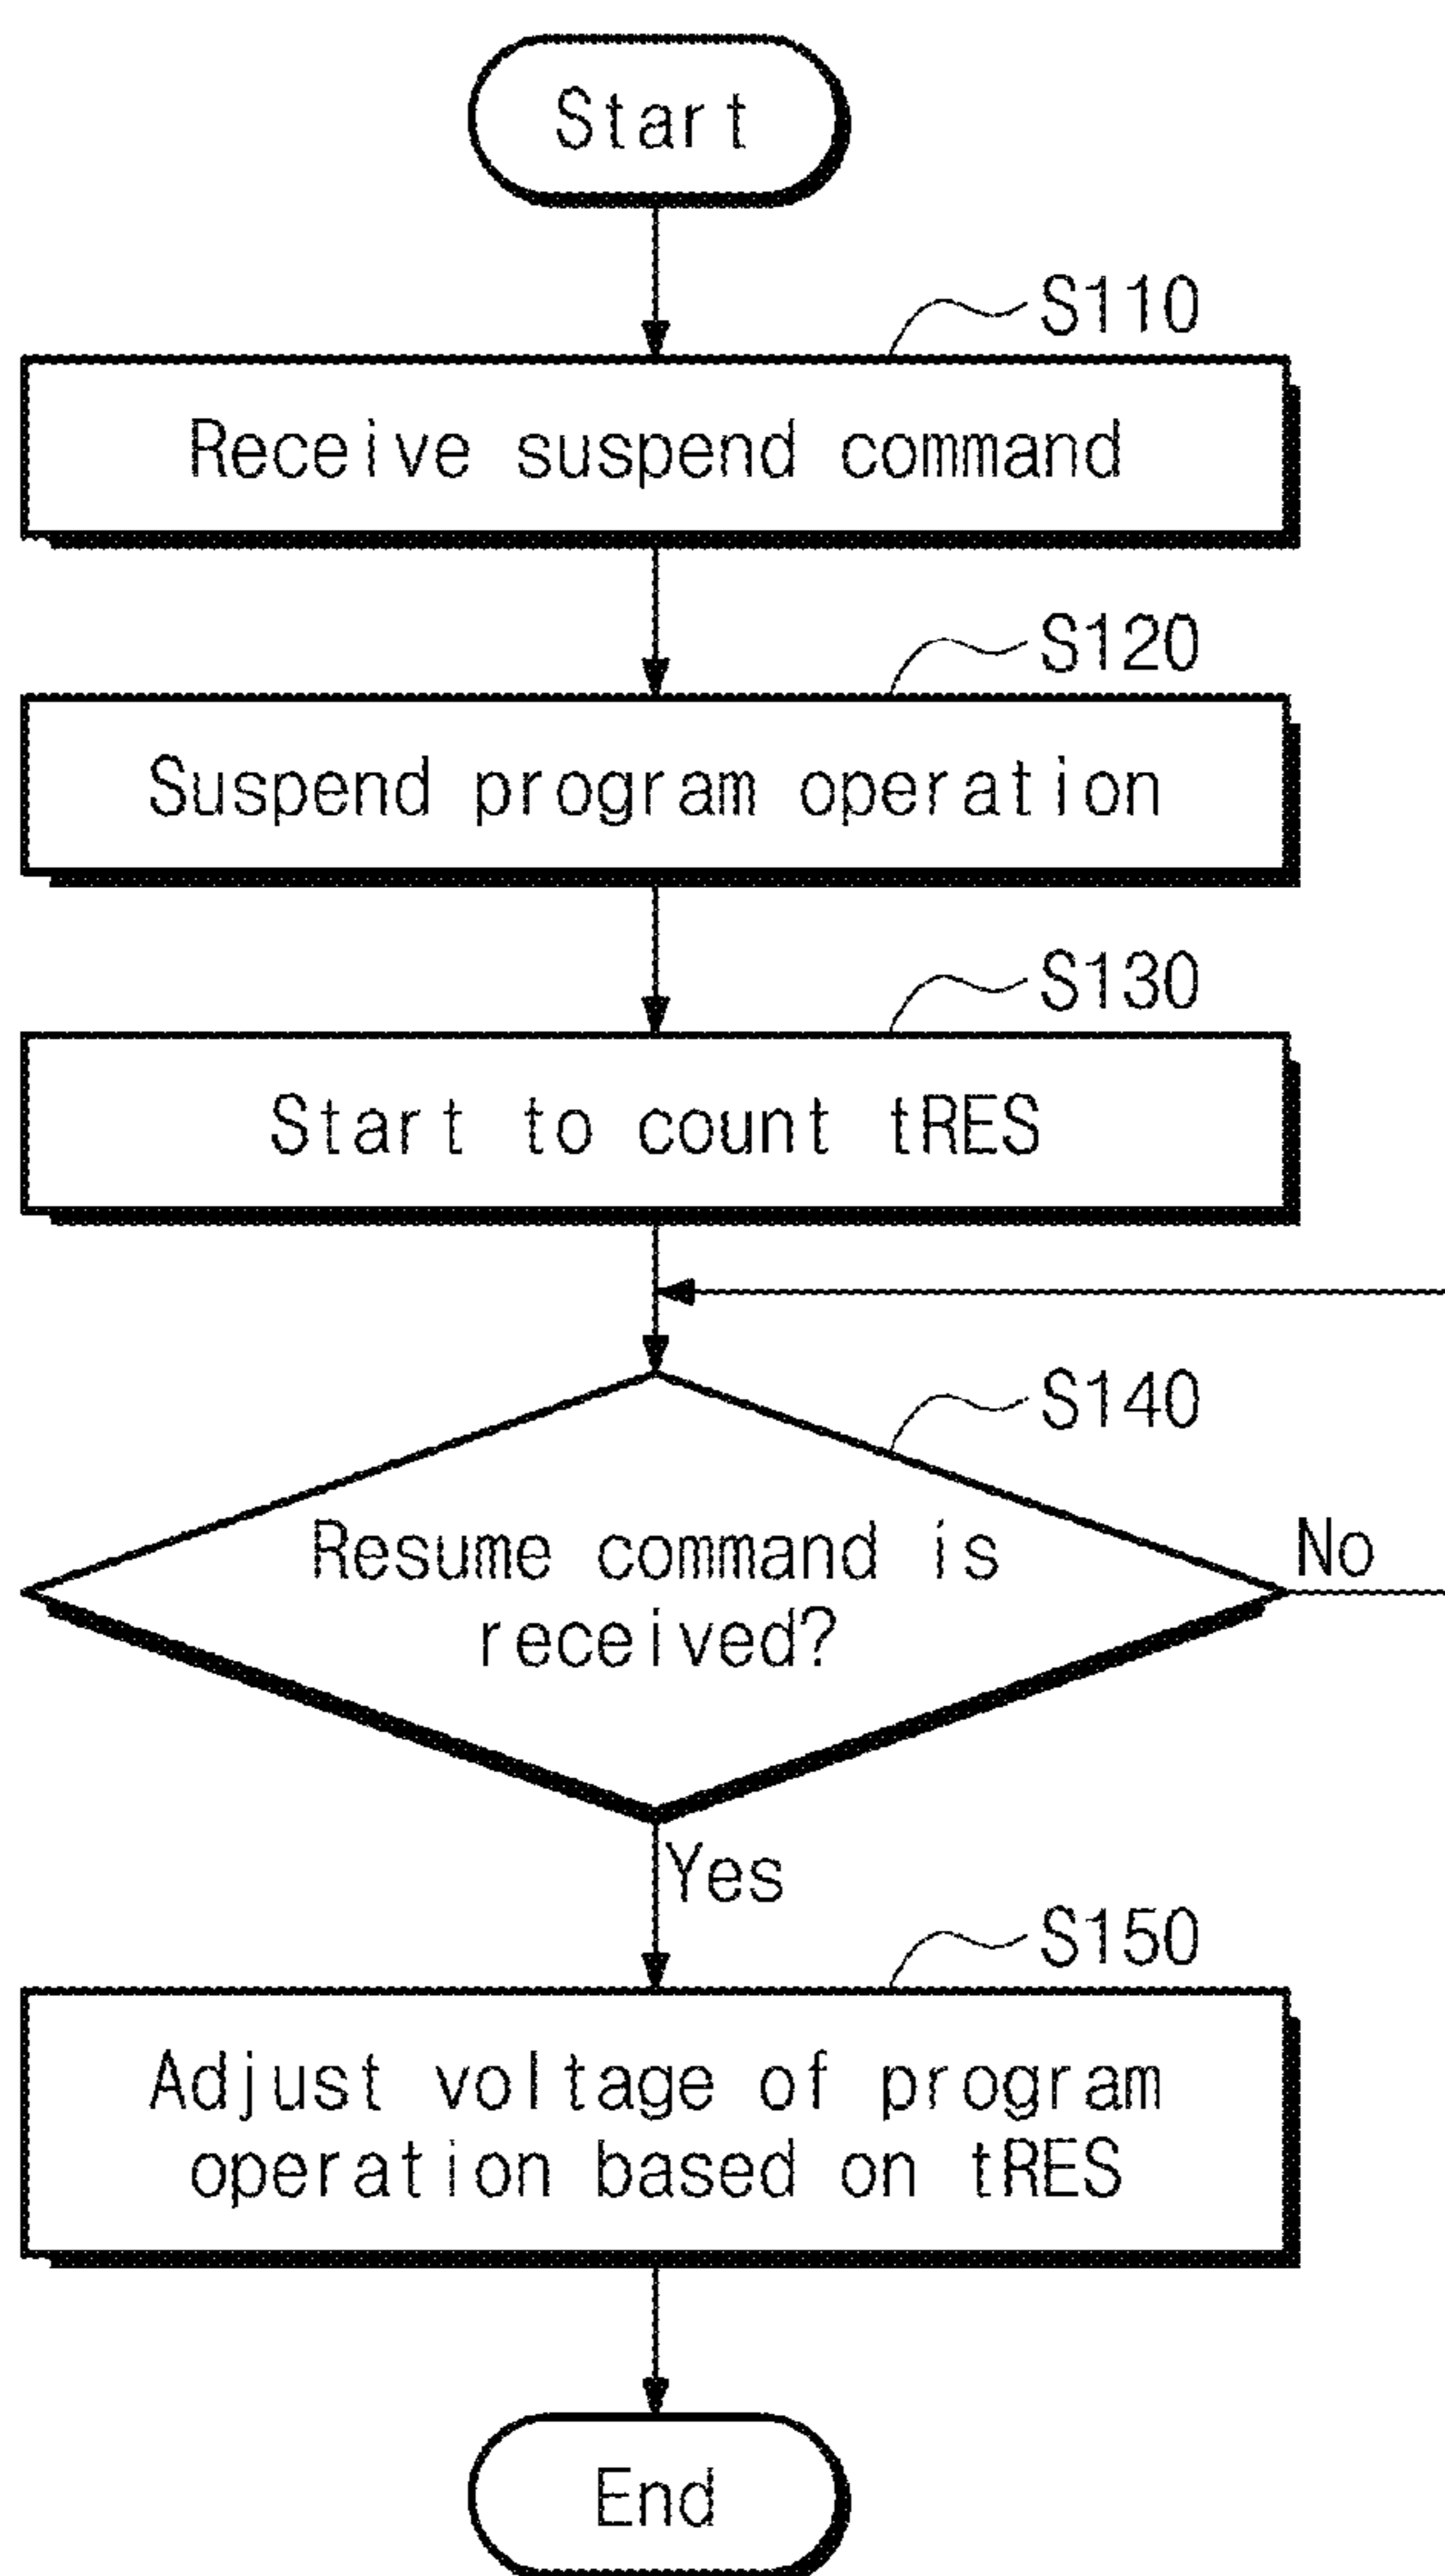 Start
S110
Receive suspend command
S120
Suspend program operation
S130
Start to count tRES
S140
Resume command is
received?
No
Yes
S150
Adjust voltage of program
operation based on tRES
End